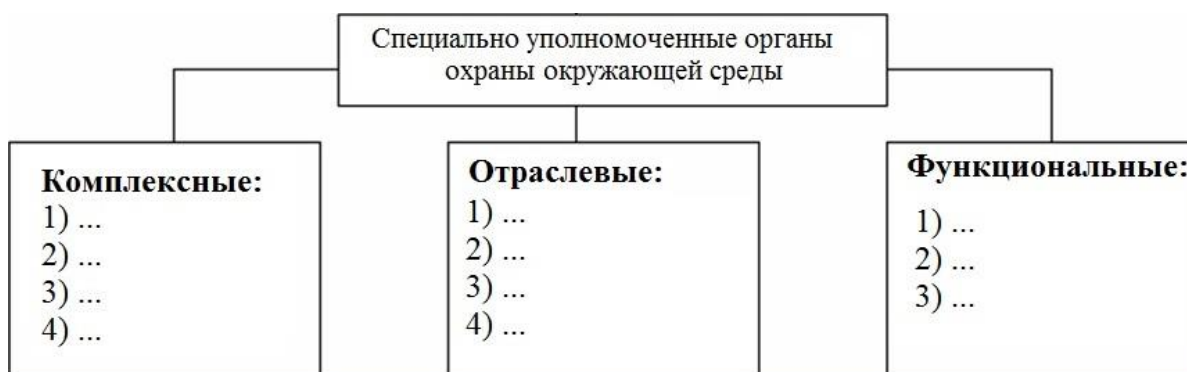 Специально уполномоченные органы
охраны окружающей среды
Комплексные:
1) ...
2) ...
3) ...
4) ...
Отраслевые:
1) ...
2) ...
3) ...
4) ...
Функциональные:
1) ...
2) ...
3) ...